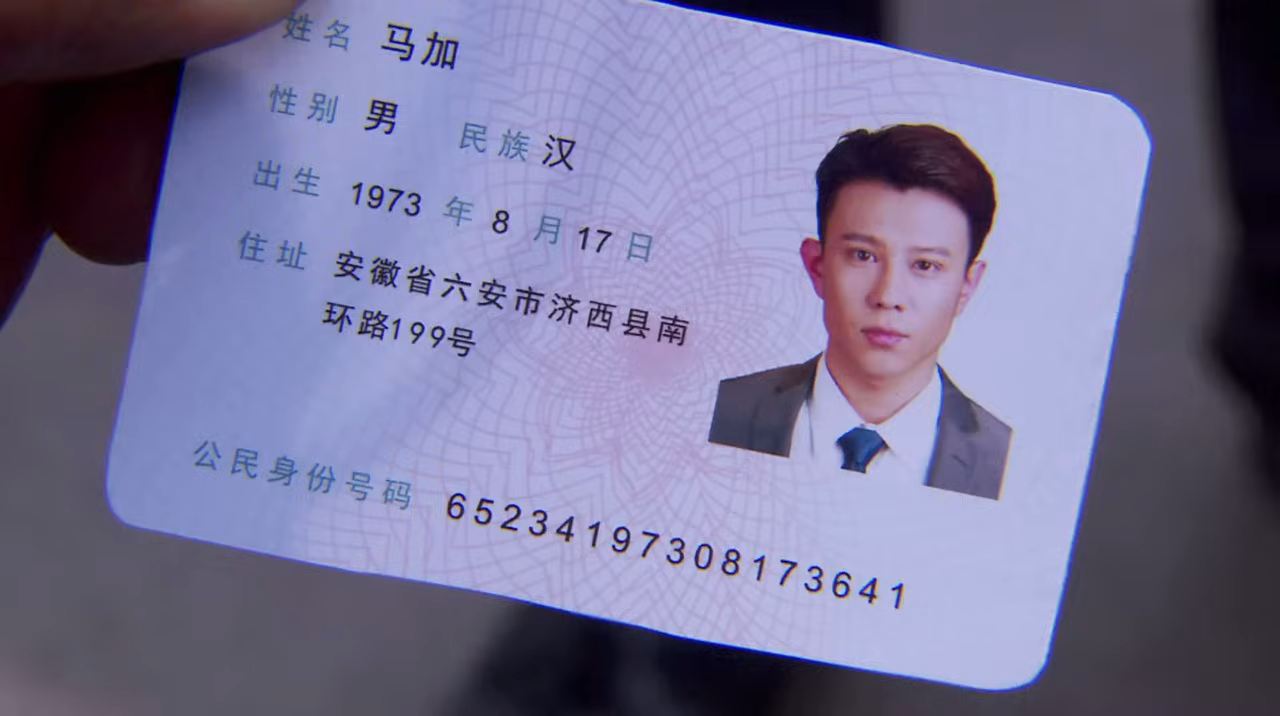 姓名 马加
性别 男 民族 汉
出生 1973 年 8 月 17 日
住址 安徽省六安市济西县南
环路199号
公民身份号码 65234197308173641